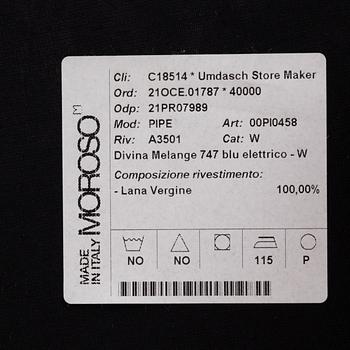 Cli: C18514 * Umdasch Store Maker
Ord: 21OCE.01787 * 40000
Odp: 21PR07989
Mod: PIPE Art: 00PI0458
Riv: A3501 Cat: W
Divina Melange 747 blu elettrico - W
Composizione rivestimento:
- Lana Vergine 100,00%
NO NO 115 P
MADE
IN ITALY
MOROSO